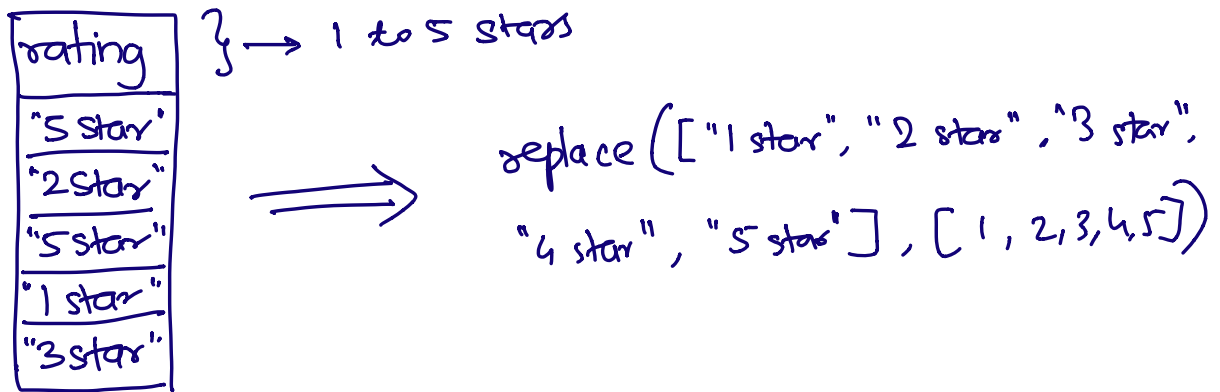 rating } → 1 to 5 stars
"5 star"
"2 star"
"5 star"
"1 star"
"3 star"
replace (["1 star", "2 star", "3 star",
"4 star", "5 star"], [1, 2, 3, 4, 5])